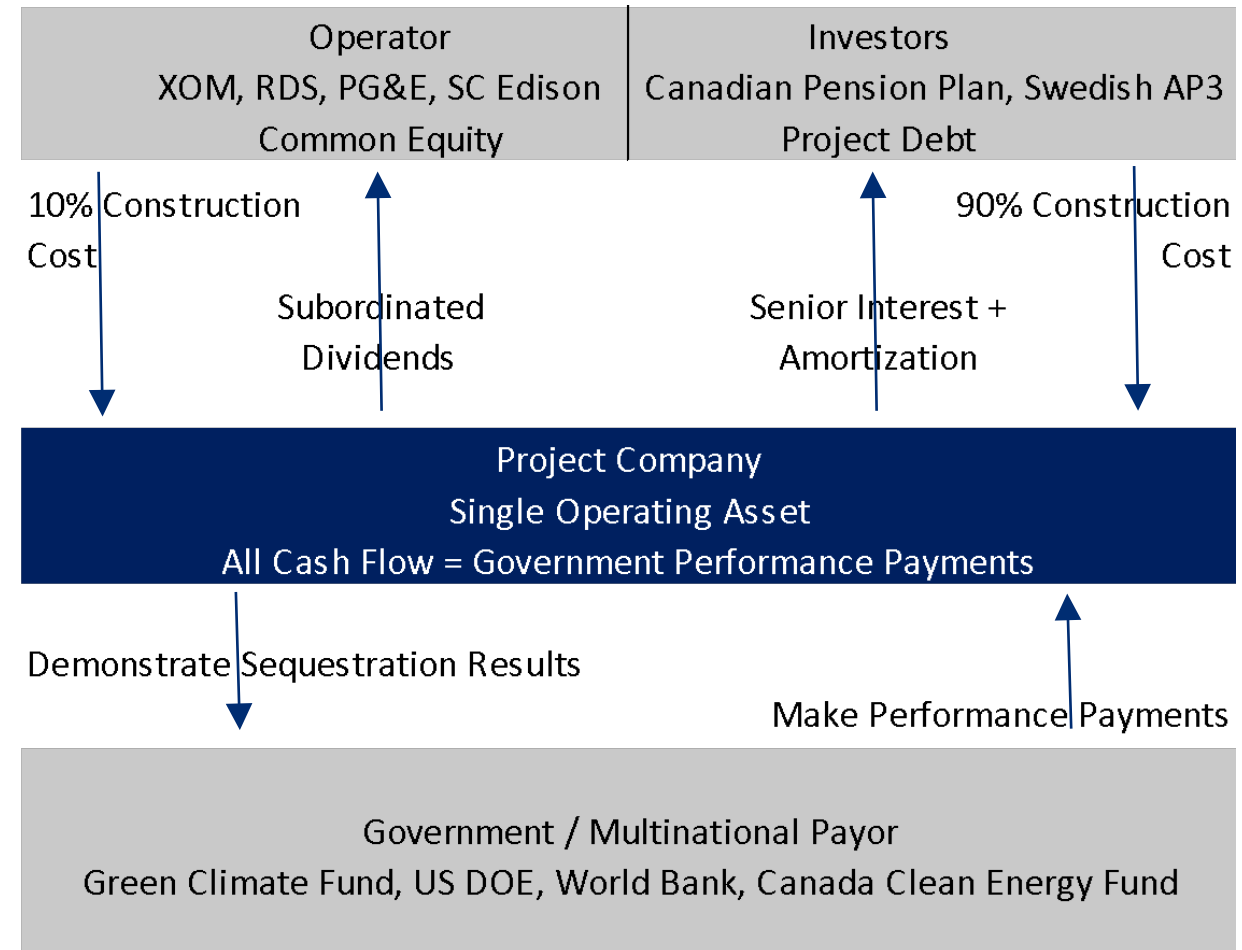 Operator
XOM, RDS, PG&E, SC Edison
Common Equity
Investors
Canadian Pension Plan, Swedish AP3
Project Debt
10% Construction
Cost
Subordinated
Dividends
Senior Interest +
Amortization
90% Construction
Cost
Project Company
Single Operating Asset
All Cash Flow = Government Performance Payments
Demonstrate Sequestration Results
Make Performance Payments
Government / Multinational Payor
Green Climate Fund, US DOE, World Bank, Canada Clean Energy Fund